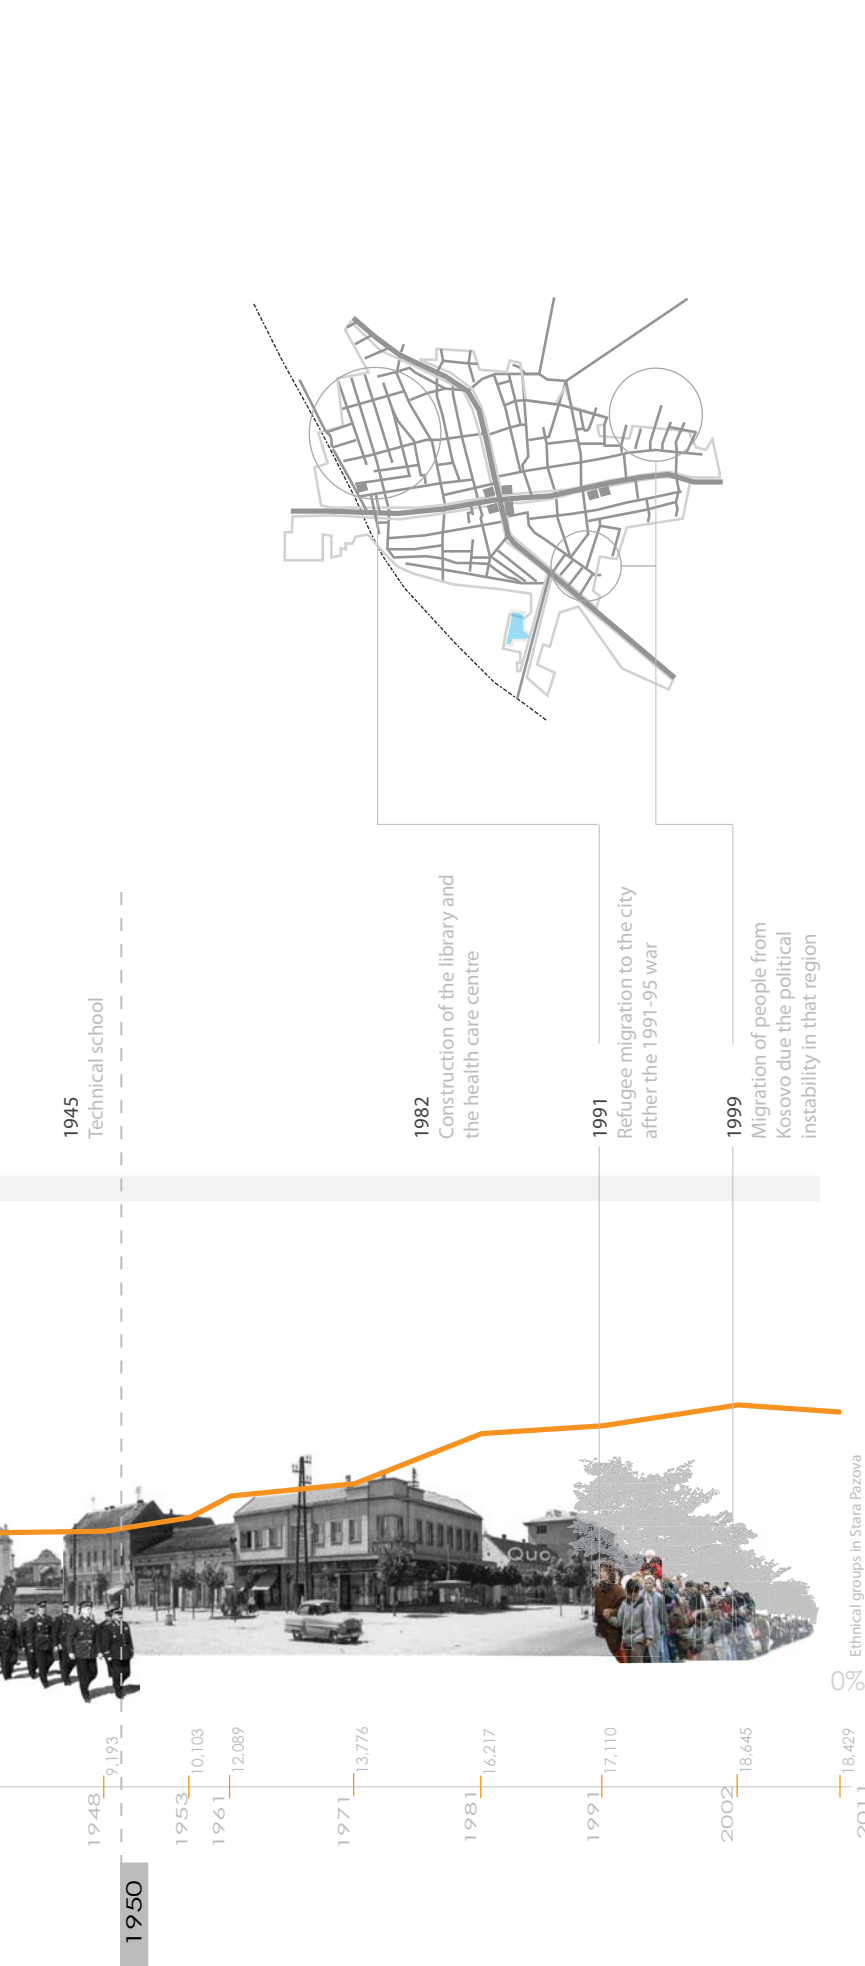 1945
Technical school
1982
Construction of the library and
the health care centre
1991
Refugee migration to the city
afther the 1991-95 war
1999
Migration of people from
Kosovo due the political
instability in that region
Quo
Ethnical groups in Stara Pazova
0%
9,193
10,103
12,089
13,776
16,217
17,110
18,645
18,429
1948
1953
1961
1971
1981
1991
2002
2011
1950